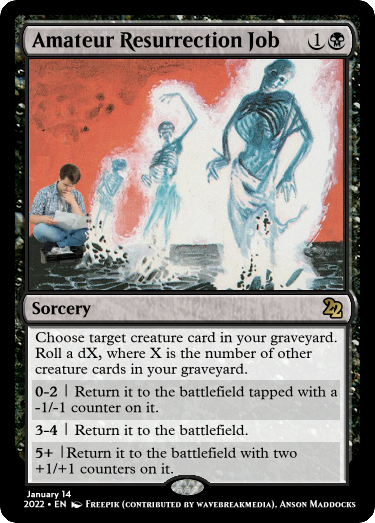 Amateur Resurrection Job 1
Sorcery 22
Choose target creature card in your graveyard.
Roll a dX, where X is the number of other
creature cards in your graveyard.
0-2 | Return it to the battlefield tapped with a
-1/-1 counter on it.
3-4 | Return it to the battlefield.
5+ |Return it to the battlefield with two
+1/+1 counters on it.
January 14
2022 • EN Freepik (contributed by wavebreakmedia), Anson Maddocks